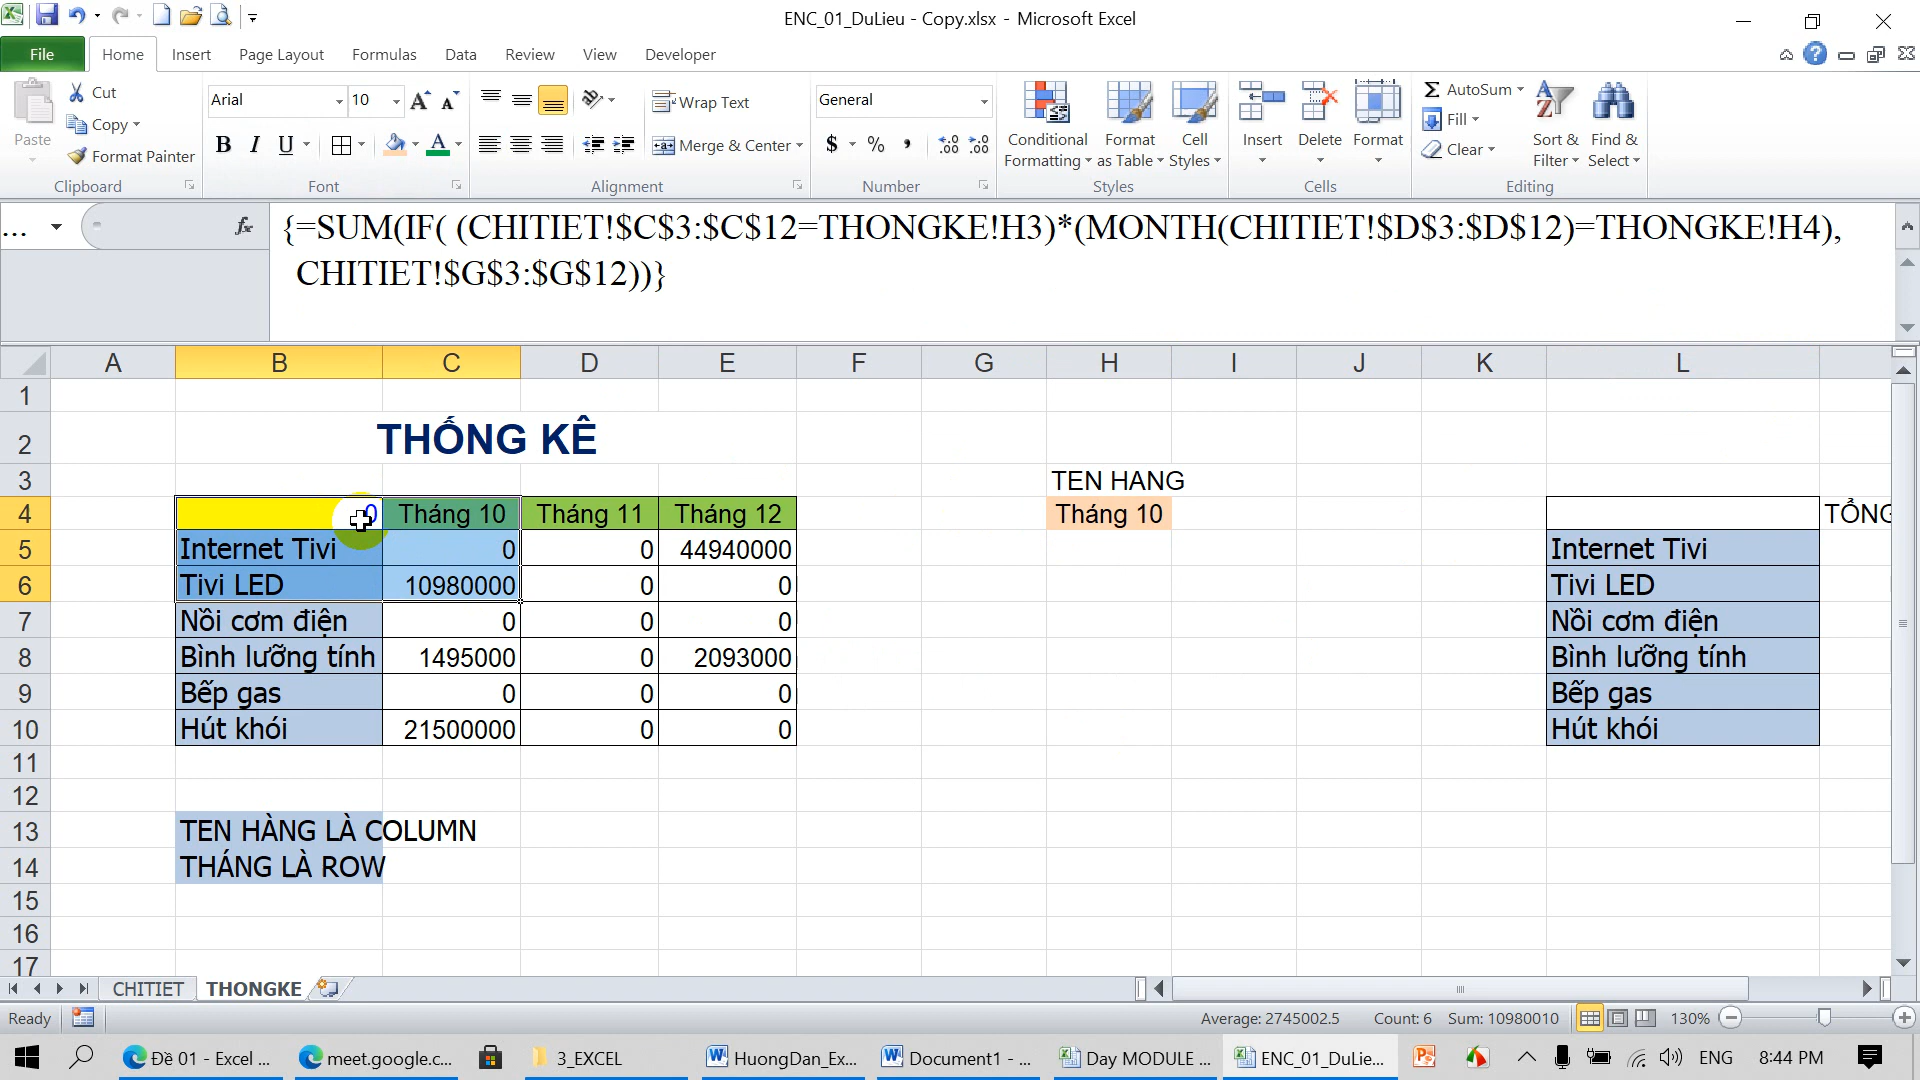 ENC_01_DuLieu - Copy.xlsx - Microsoft Excel
File Home Insert Page Layout Formulas Data Review View Developer
Paste Cut Copy Format Painter Clipboard
Arial 10 B I U Font
Wrap Text Merge & Center Alignment
General $ % , Number
Conditional Formatting Format as Table Cell Styles Styles
Insert Delete Format Cells
AutoSum Fill Clear Sort & Filter Find & Select Editing
... fx {=SUM(IF( (CHITIET!$C$3:$C$12=THONGKE!H3)*(MONTH(CHITIET!$D$3:$D$12)=THONGKE!H4),
CHITIET!$G$3:$G$12))}
A B C D E F G H I J K L
1
2 THỐNG KÊ
3 TEN HANG
4 0 Tháng 10 Tháng 11 Tháng 12 Tháng 10 TỔNG
5 Internet Tivi 0 0 44940000 Internet Tivi
6 Tivi LED 10980000 0 0 Tivi LED
7 Nồi cơm điện 0 0 0 Nồi cơm điện
8 Bình lưỡng tính 1495000 0 2093000 Bình lưỡng tính
9 Bếp gas 0 0 0 Bếp gas
10 Hút khói 21500000 0 0 Hút khói
11
12
13 TEN HÀNG LÀ COLUMN
14 THÁNG LÀ ROW
15
16
17
CHITIET THONGKE
Ready Average: 2745002.5 Count: 6 Sum: 10980010 130%
Đề 01 - Excel ... meet.google.c... 3_EXCEL HuongDan_Ex... Document1 - ... Day MODULE ... ENC_01_DuLie... ENG 8:44 PM